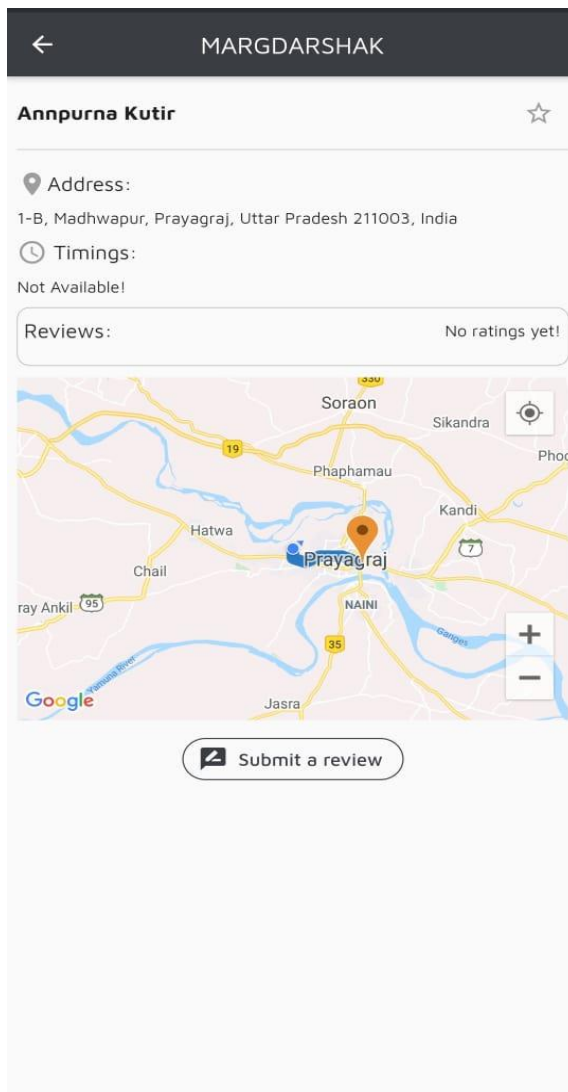 MARGDARSHAK
Annpurna Kutir
Address:
1-B, Madhwapur, Prayagraj, Uttar Pradesh 211003, India
Timings:
Not Available!
Reviews: No ratings yet!
330
Soraon
Sikandra
19
Phaphamau
Phoo
Kandi
Hatwa
7
Prayagraj
Chail
ray Ankil 95
NAINI
35
Ganges
Yamuna River
Google
Jasra
Submit a review